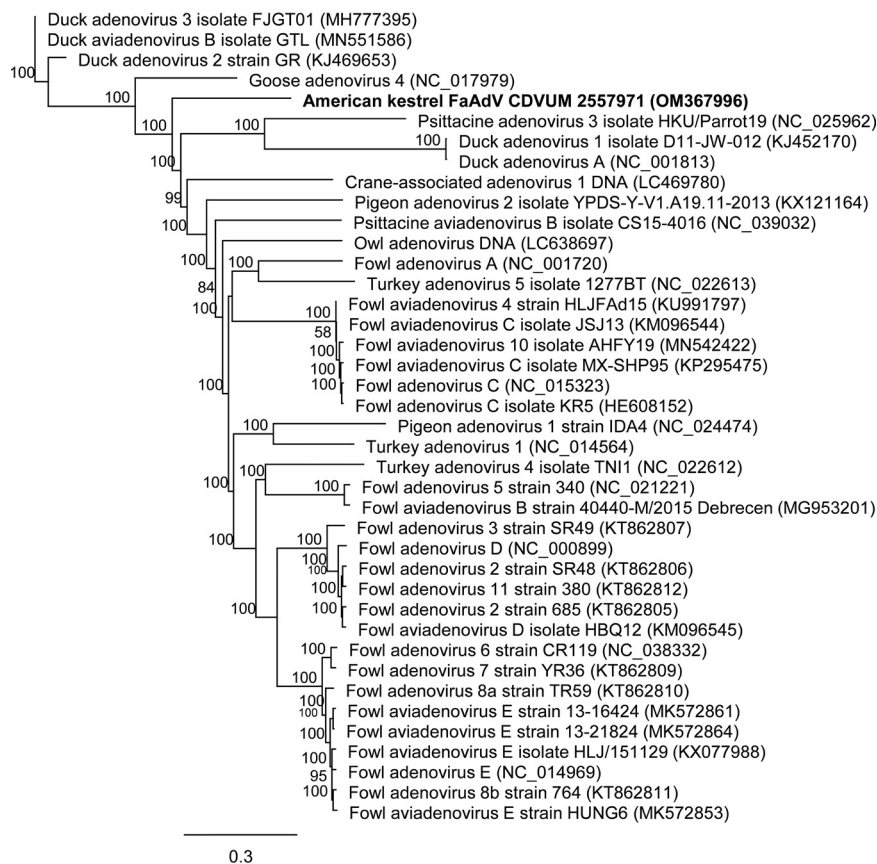 Duck adenovirus 3 isolate FJGT01 (MH777395)
Duck aviadenovirus B isolate GTL (MN551586)
Duck adenovirus 2 strain GR (KJ469653)
100
Goose adenovirus 4 (NC_017979)
100
American kestrel FaAdV CDVUM 2557971 (OM367996)
Psittacine adenovirus 3 isolate HKU/Parrot19 (NC_025962)
100
100
100
Duck adenovirus 1 isolate D11-JW-012 (KJ452170)
Duck adenovirus A (NC_001813)
100
Crane-associated adenovirus 1 DNA (LC469780)
99
Pigeon adenovirus 2 isolate YPDS-Y-V1.A19.11-2013 (KX121164)
100
Psittacine aviadenovirus B isolate CS15-4016 (NC_039032)
Owl adenovirus DNA (LC638697)
100
100
Fowl adenovirus A (NC_001720)
84
Turkey adenovirus 5 isolate 1277BT (NC_022613)
100
100
Fowl aviadenovirus 4 strain HLJFAd15 (KU991797)
58
Fowl aviadenovirus C isolate JSJ13 (KM096544)
100
Fowl aviadenovirus 10 isolate AHFY19 (MN542422)
100
Fowl aviadenovirus C isolate MX-SHP95 (KP295475)
100
100
Fowl adenovirus C (NC_015323)
Fowl adenovirus C isolate KR5 (HE608152)
100
Pigeon adenovirus 1 strain IDA4 (NC_024474)
Turkey adenovirus 1 (NC_014564)
100
Turkey adenovirus 4 isolate TNI1 (NC_022612)
100
100
Fowl adenovirus 5 strain 340 (NC_021221)
Fowl aviadenovirus B strain 40440-M/2015 Debrecen (MG953201)
Fowl adenovirus 3 strain SR49 (KT862807)
100
100
Fowl adenovirus D (NC_000899)
100
100
Fowl adenovirus 2 strain SR48 (KT862806)
100
Fowl adenovirus 11 strain 380 (KT862812)
100
100
Fowl adenovirus 2 strain 685 (KT862805)
Fowl aviadenovirus D isolate HBQ12 (KM096545)
100
Fowl adenovirus 6 strain CR119 (NC_038332)
100
Fowl adenovirus 7 strain YR36 (KT862809)
100
Fowl adenovirus 8a strain TR59 (KT862810)
100
Fowl aviadenovirus E strain 13-16424 (MK572861)
100
Fowl aviadenovirus E strain 13-21824 (MK572864)
100
Fowl aviadenovirus E isolate HLJ/151129 (KX077988)
95
Fowl adenovirus E (NC_014969)
100
Fowl adenovirus 8b strain 764 (KT862811)
Fowl aviadenovirus E strain HUNG6 (MK572853)
0.3